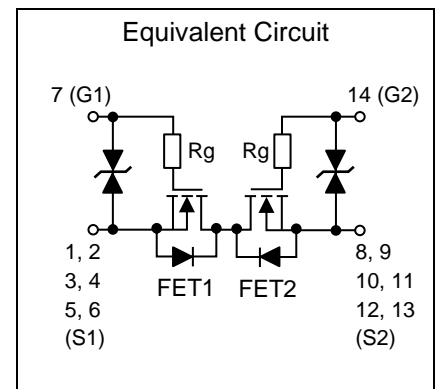 Equivalent Circuit
7 (G1)
14 (G2)
Rg
Rg
1, 2
3, 4
5, 6
(S1)
FET1
FET2
8, 9
10, 11
12, 13
(S2)